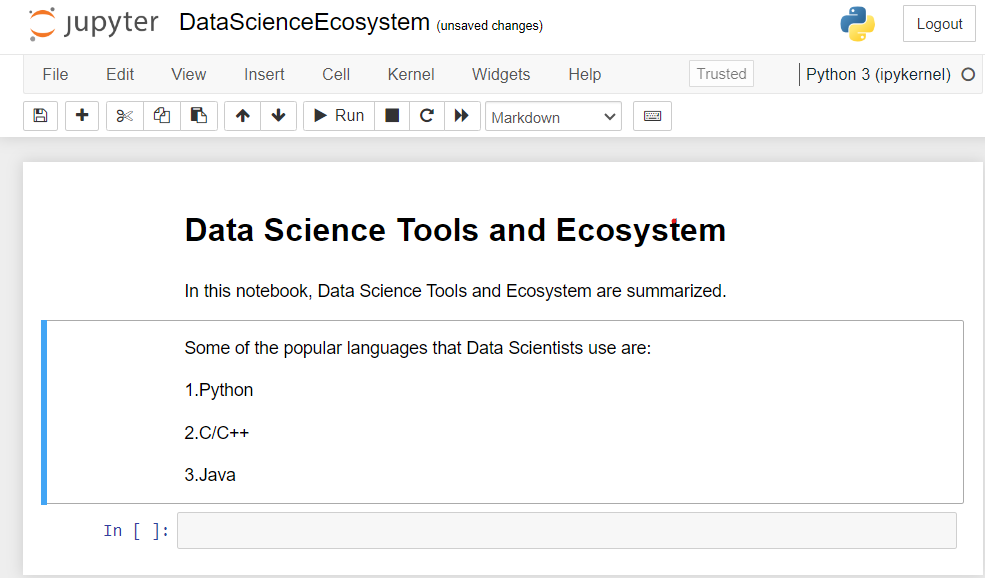 jupyter DataScienceEcosystem (unsaved changes) Logout
File Edit View Insert Cell Kernel Widgets Help Trusted Python 3 (ipykernel)
Run Markdown
Data Science Tools and Ecosystem
In this notebook, Data Science Tools and Ecosystem are summarized.
Some of the popular languages that Data Scientists use are:
1.Python
2.C/C++
3.Java
In [ ]: